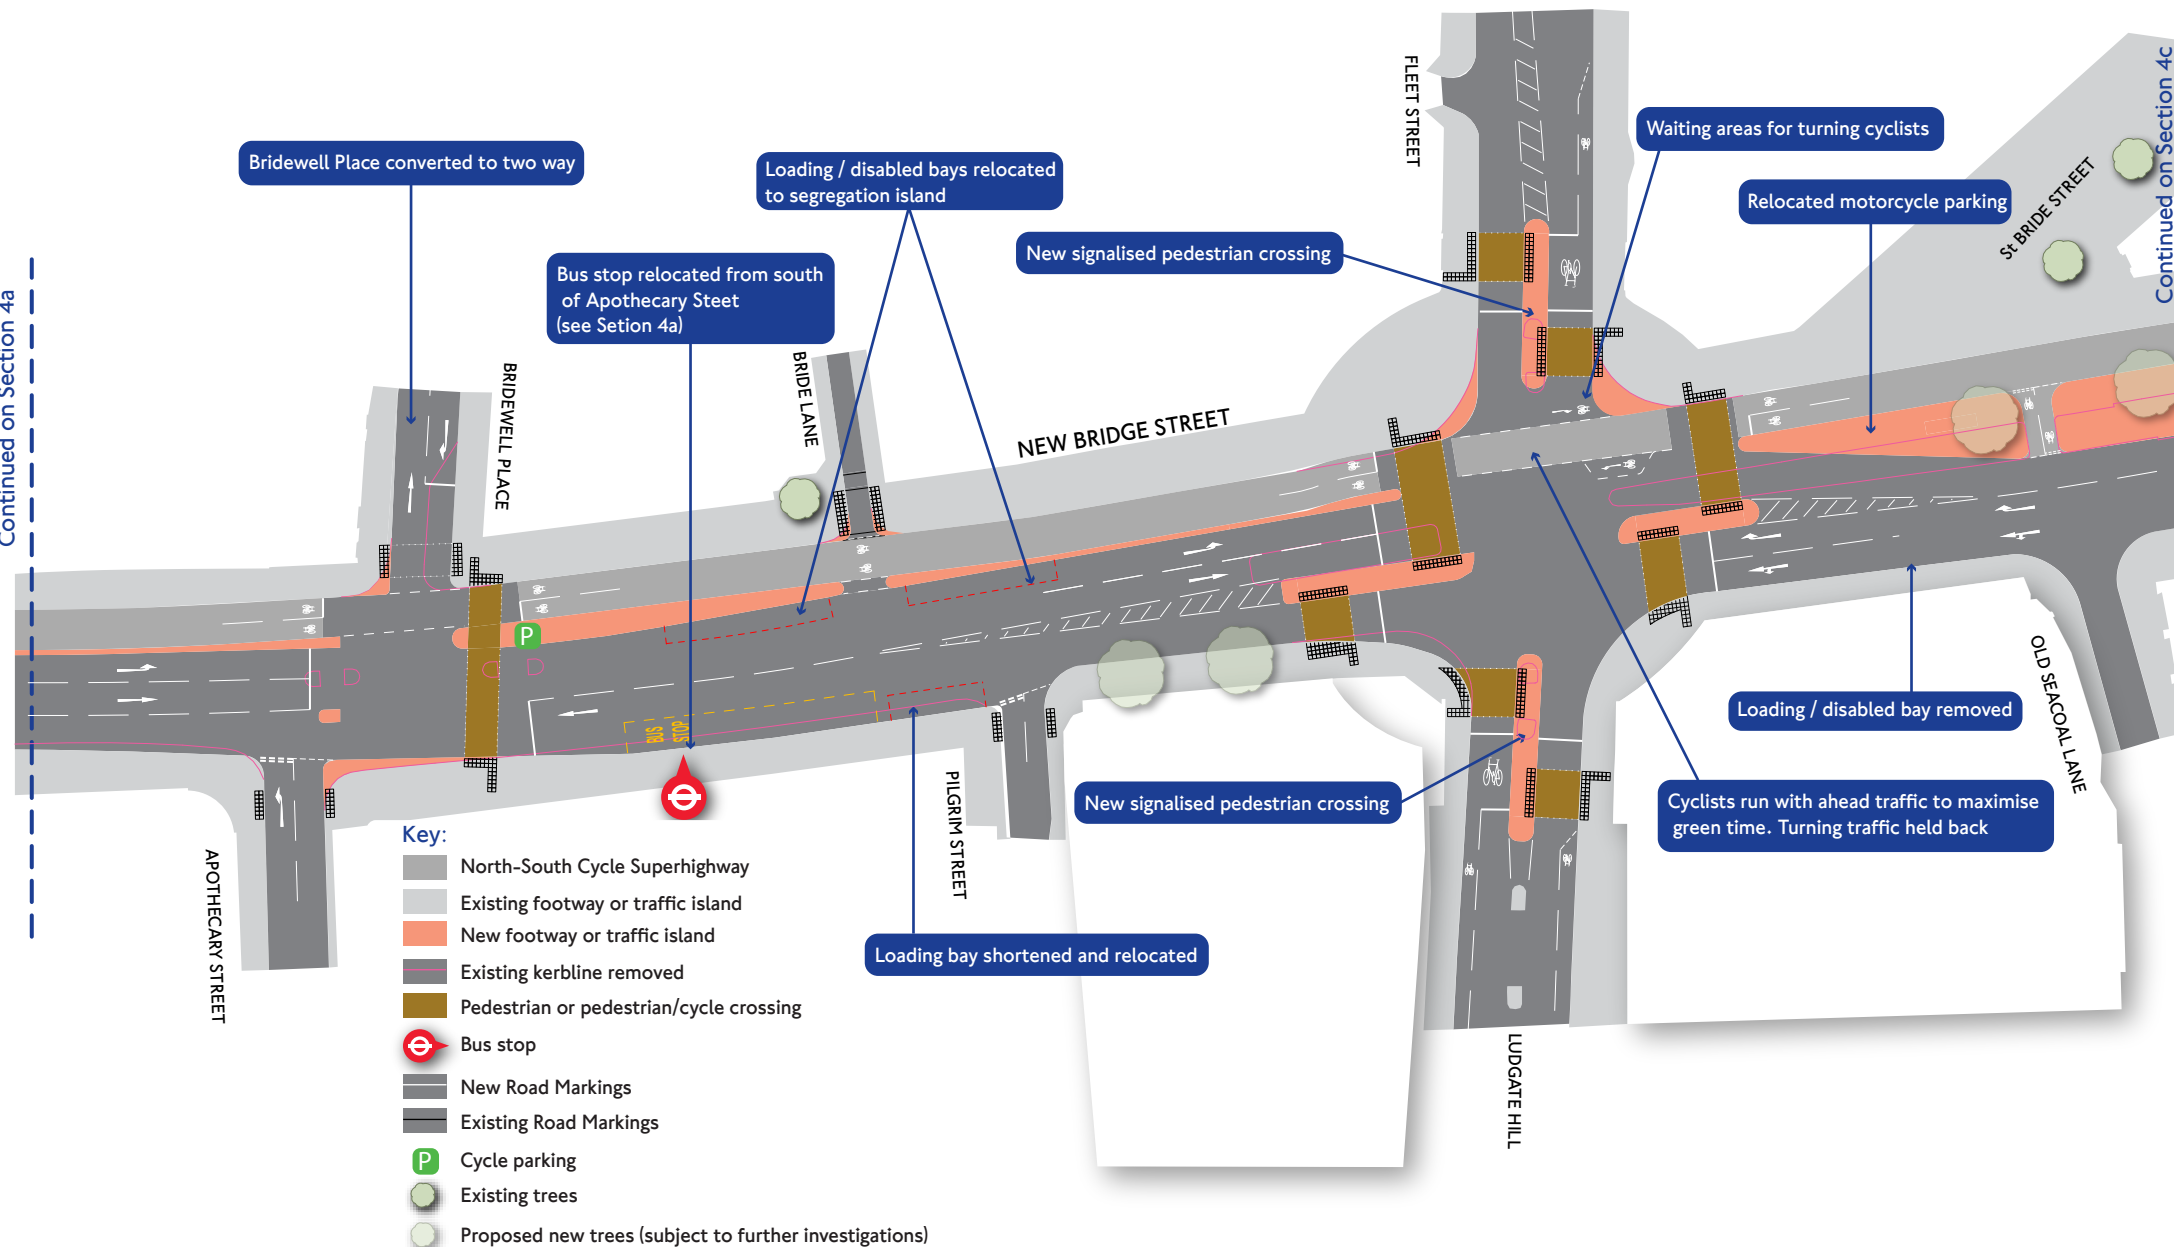 Continued on Section 4a
Continued on Section 4c
Bridewell Place converted to two way
Loading / disabled bays relocated
to segregation island
Bus stop relocated from south
of Apothecary Steet
(see Setion 4a)
New signalised pedestrian crossing
Waiting areas for turning cyclists
Relocated motorcycle parking
FLEET STREET
St BRIDE STREET
BRIDEWELL PLACE
BRIDE LANE
NEW BRIDGE STREET
P
BUS
STOP
OLD SEACOAL LANE
Loading / disabled bay removed
New signalised pedestrian crossing
Cyclists run with ahead traffic to maximise
green time. Turning traffic held back
PILGRIM STREET
APOTHECARY STREET
Loading bay shortened and relocated
LUDGATE HILL
Key:
North-South Cycle Superhighway
Existing footway or traffic island
New footway or traffic island
Existing kerbline removed
Pedestrian or pedestrian/cycle crossing
Bus stop
New Road Markings
Existing Road Markings
P Cycle parking
Existing trees
Proposed new trees (subject to further investigations)